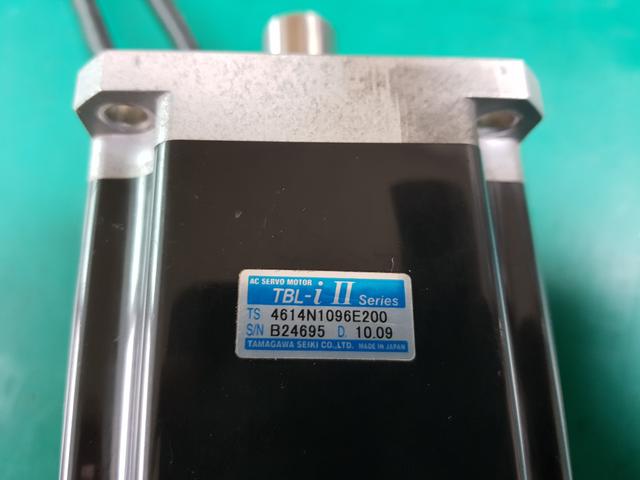 AC SERVO MOTOR
TBL-i II Series
TS 4614N1096E200
S/N B24695 D. 10.09
TAMAGAWA SEIKI CO.,LTD. MADE IN JAPAN